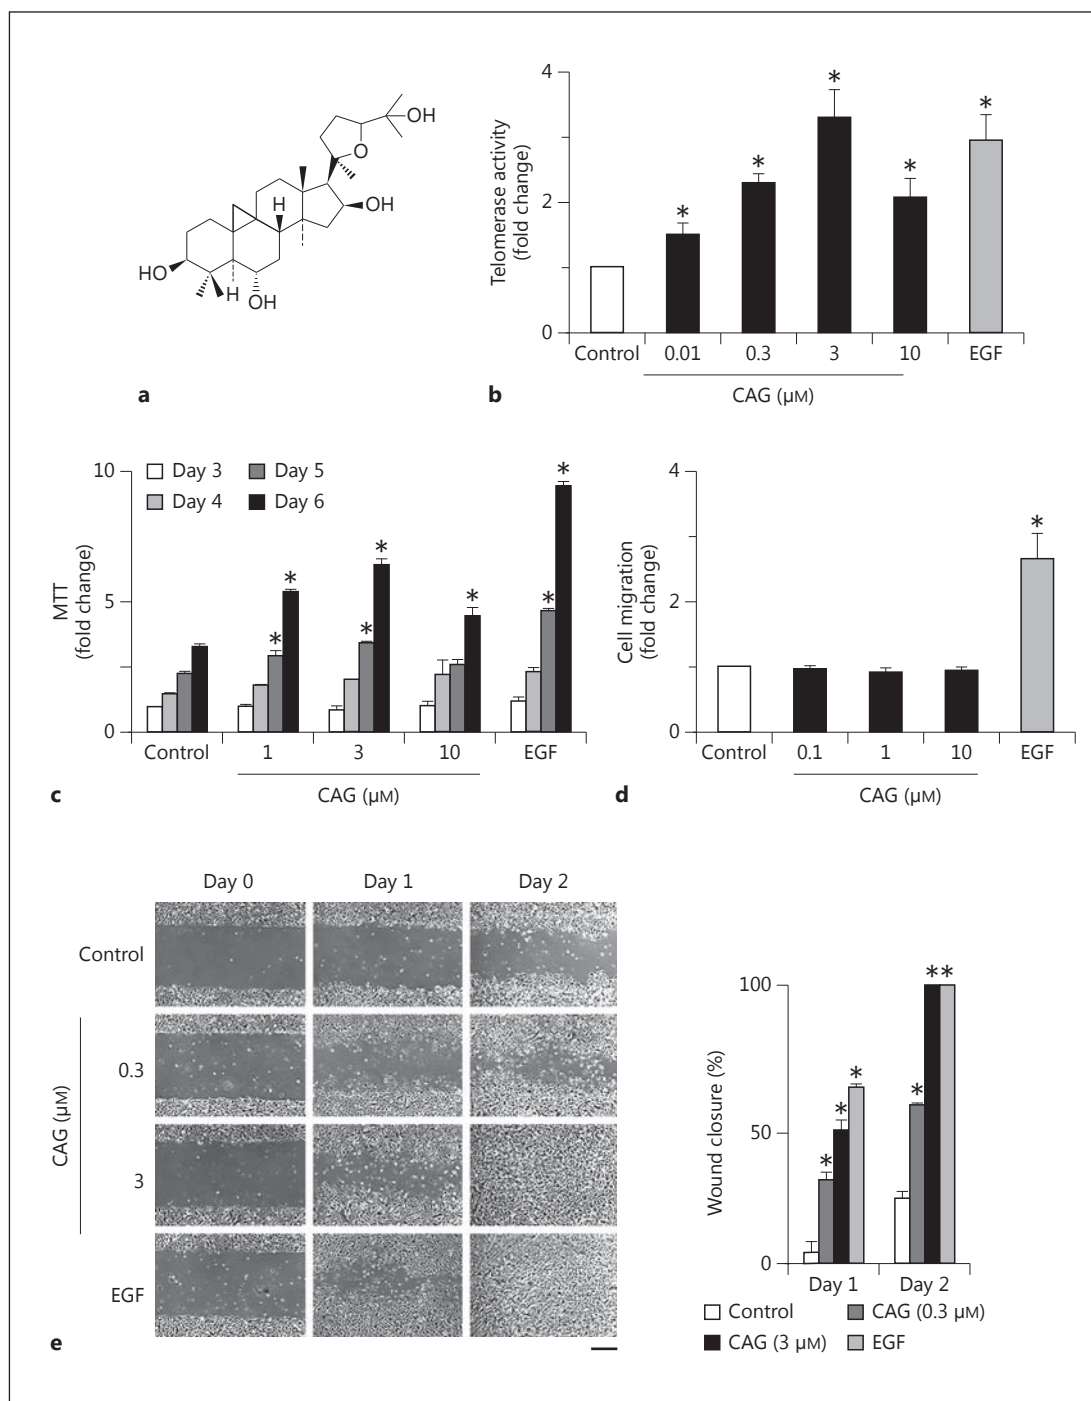 OH
O
H
OH
HO
H
OH
a
Telomerase activity
(fold change)
4
2
0
*
*
*
*
*
Control
0.01
0.3
3
10
EGF
CAG (µM)
b
MTT
(fold change)
10
5
0
Day 3
Day 5
Day 4
Day 6
*
*
*
*
*
*
*
Control
1
3
10
EGF
CAG (µM)
c
Cell migration
(fold change)
4
2
0
*
Control
0.1
1
10
EGF
CAG (µM)
d
Day 0
Day 1
Day 2
Control
CAG (µM)
0.3
3
EGF
e
Wound closure (%)
100
50
0
*
*
*
*
**
Day 1
Day 2
Control
CAG (0.3 µM)
CAG (3 µM)
EGF